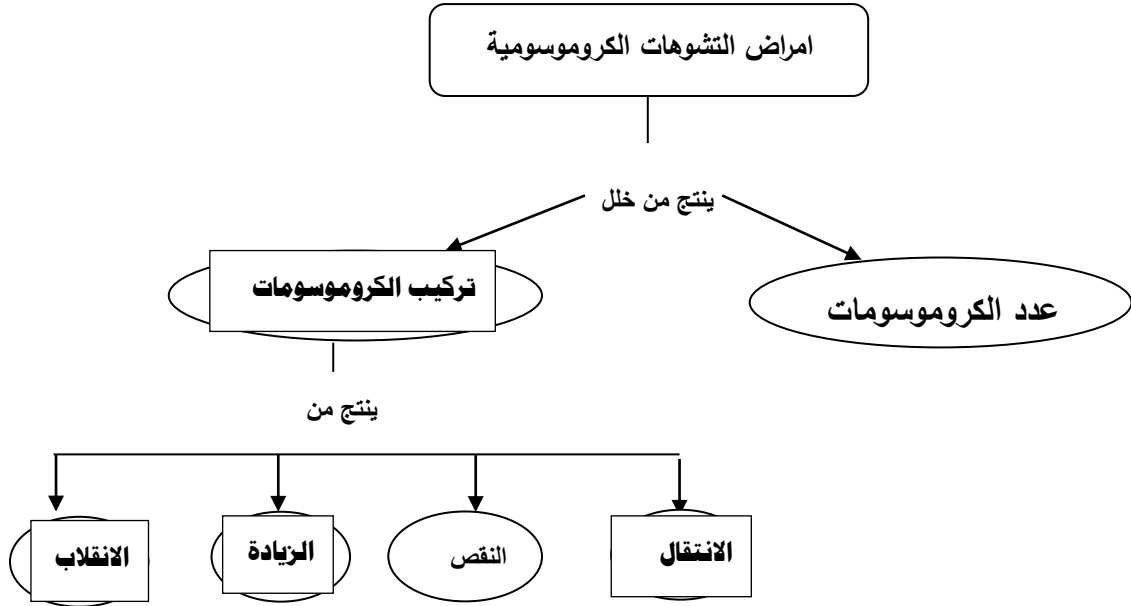 امراض التشوهات الكروموسومية
ينتج من خلل
عدد الكروموسومات
تركيب الكروموسومات
ينتج من
الانتقال
النقص
الزيادة
الانقلاب